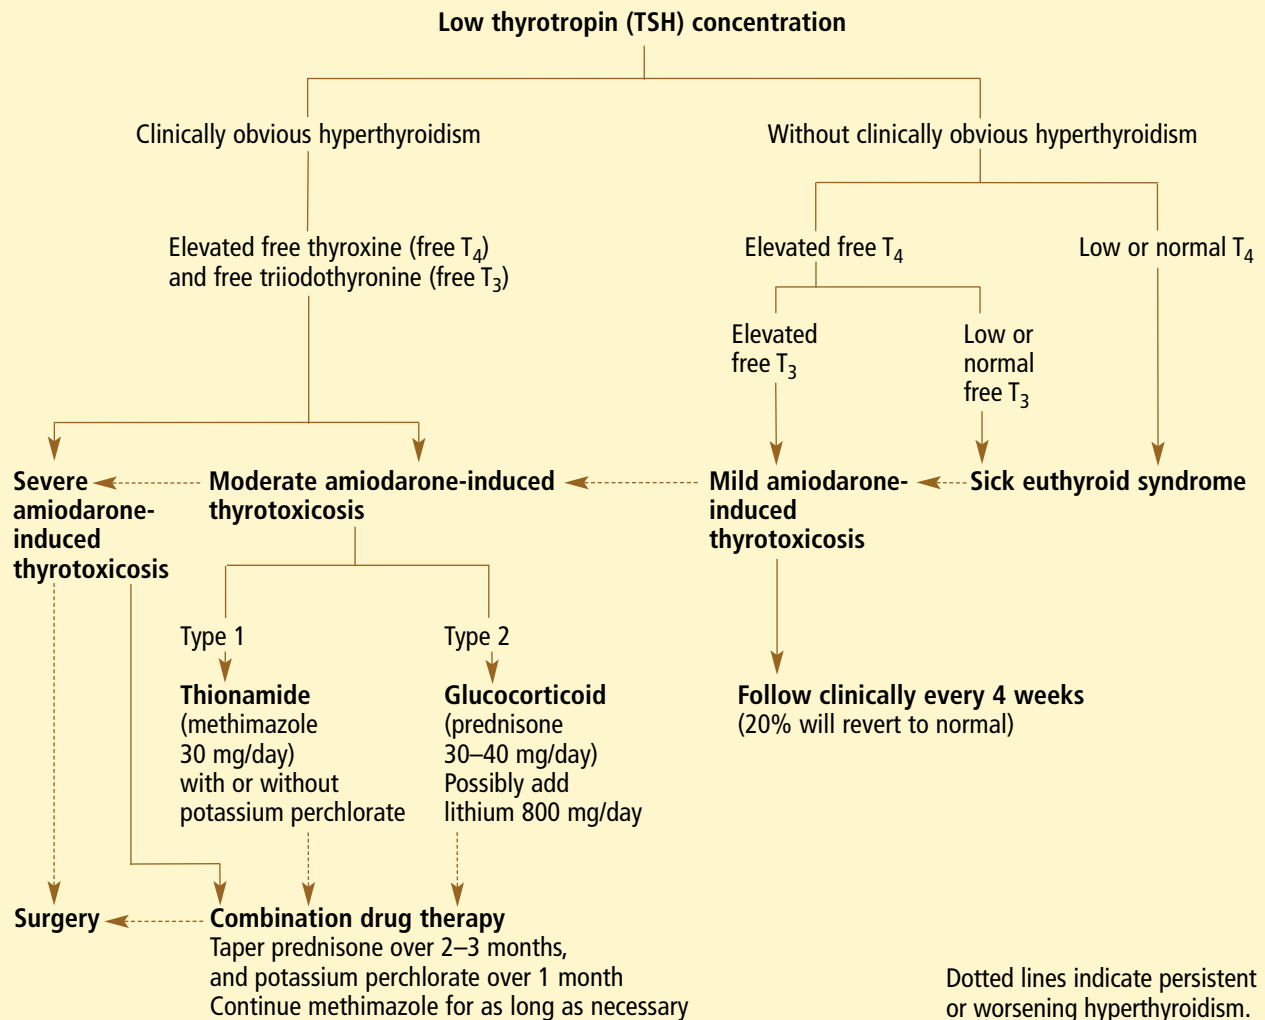 Low thyrotropin (TSH) concentration
Clinically obvious hyperthyroidism
Without clinically obvious hyperthyroidism
Elevated free thyroxine (free T4)
and free triiodothyronine (free T3)
Elevated free T4
Low or normal T4
Elevated
free T3
Low or
normal
free T3
Severe
amiodarone-
induced
thyrotoxicosis
Moderate amiodarone-induced
thyrotoxicosis
Mild amiodarone-
induced
thyrotoxicosis
Sick euthyroid syndrome
Type 1
Type 2
Thionamide
(methimazole
30 mg/day)
with or without
potassium perchlorate
Glucocorticoid
(prednisone
30–40 mg/day)
Possibly add
lithium 800 mg/day
Follow clinically every 4 weeks
(20% will revert to normal)
Surgery
Combination drug therapy
Taper prednisone over 2–3 months,
and potassium perchlorate over 1 month
Continue methimazole for as long as necessary
Dotted lines indicate persistent
or worsening hyperthyroidism.